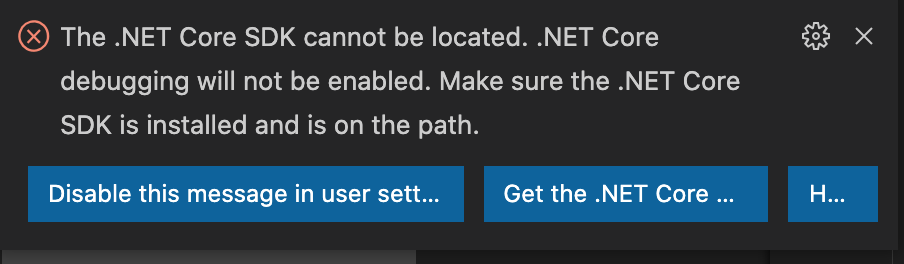 The .NET Core SDK cannot be located. .NET Core
debugging will not be enabled. Make sure the .NET Core
SDK is installed and is on the path.
Disable this message in user sett...
Get the .NET Core ...
H...